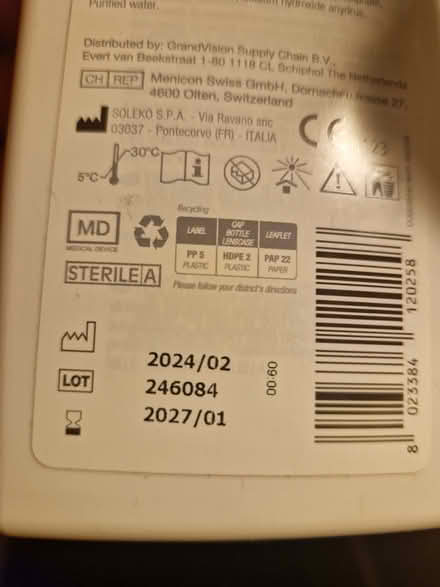 Purified water.
hydroxide anydrus,
Distributed by: GrandVision Supply Chain B.V.,
Evert van Beekstraat 1-80 1118 CL Schiphol The Netherlands
CH REP Menicon Swiss GmbH,
4600 Olten, Switzerland
SOLEKO S.P.A. - Via Ravano snc
03037 - Pontecorvo (FR) - ITALIA
CE
30°C
5°C
i
MD
MEDICAL DEVICE
STERILE A
Recycling
LABEL CAP BOTTLE LENSCASE LEAFLET
PP 5 PLASTIC HDPE 2 PLASTIC PAP 22 PAPER
Please follow your district's directions
2024/02
LOT 246084
2027/01
00-60
8 023384 120258